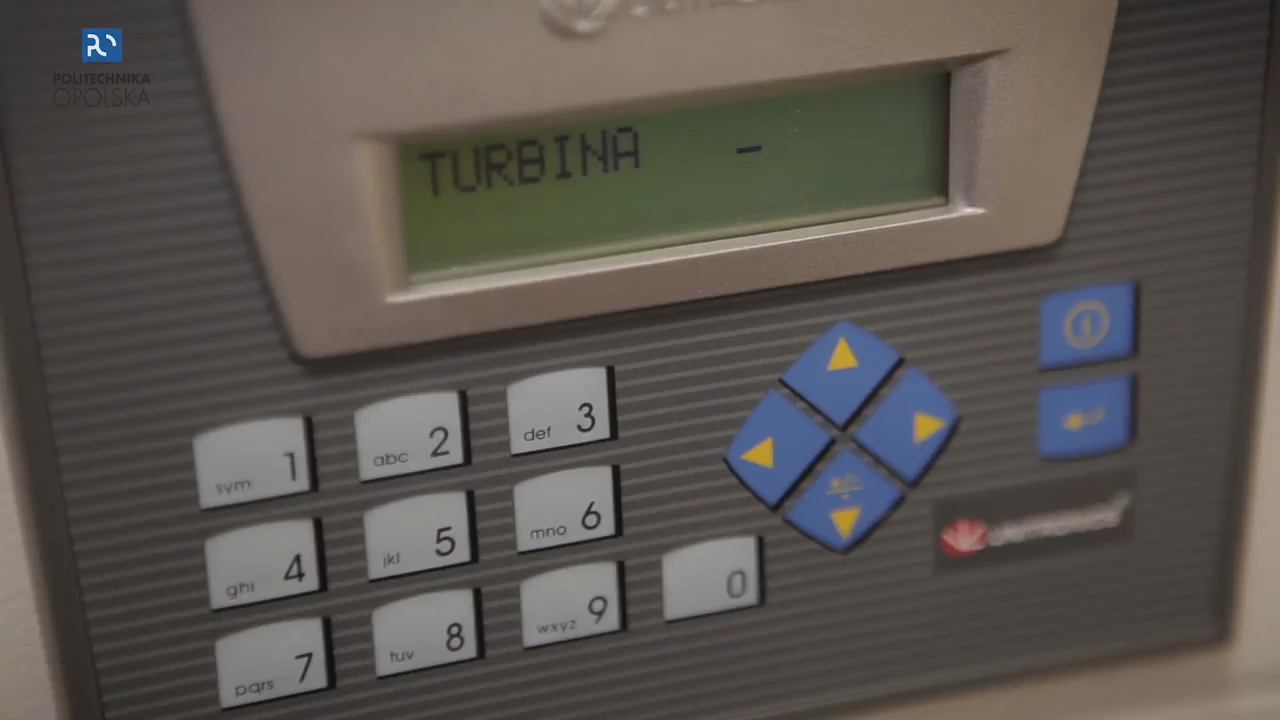 POLITECHNIKA
OPOLSKA
TURBINA -
sym 1
abc 2
def 3
ghi 4
jkl 5
mno 6
pqrs 7
tuv 8
wxyz 9
0